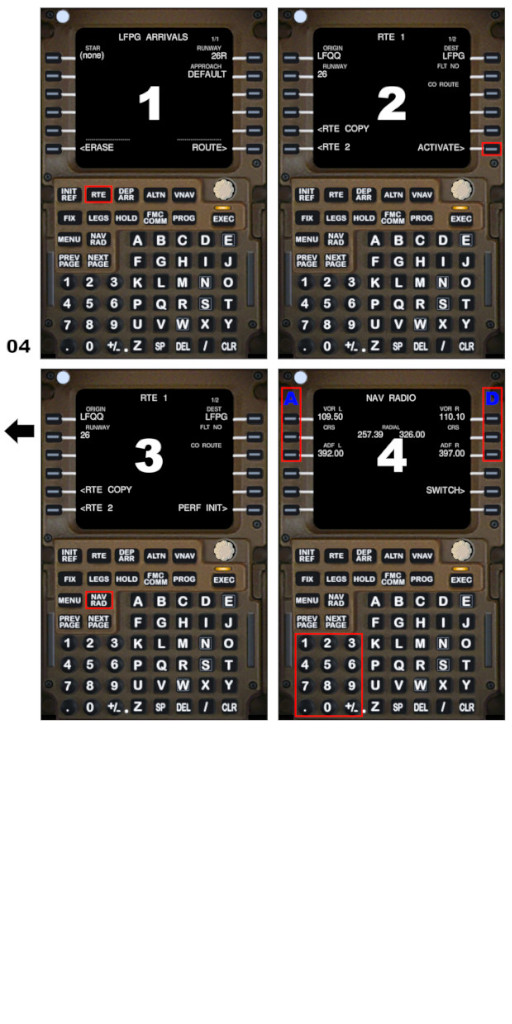 LFPG ARRIVALS 1/1
STAR RUNWAY
(none) 26R
APPROACH
DEFAULT
1
<ERASE ROUTE>
INIT REF RTE DEP ARR ALTN VNAV
FIX LEGS HOLD FMC COMM PROG EXEC
MENU NAV RAD A B C D E
PREV PAGE NEXT PAGE F G H I J
1 2 3 K L M N O
4 5 6 P Q R S T
7 8 9 U V W X Y
. 0 +/- Z SP DEL / CLR
RTE 1 1/2
ORIGIN DEST
LFQQ LFPG
RUNWAY FLT NO
26
CO ROUTE
2
<RTE COPY
<RTE 2 ACTIVATE>
INIT REF RTE DEP ARR ALTN VNAV
FIX LEGS HOLD FMC COMM PROG EXEC
MENU NAV RAD A B C D E
PREV PAGE NEXT PAGE F G H I J
1 2 3 K L M N O
4 5 6 P Q R S T
7 8 9 U V W X Y
. 0 +/- Z SP DEL / CLR
04
RTE 1 1/2
ORIGIN DEST
LFQQ LFPG
RUNWAY FLT NO
26
CO ROUTE
3
<RTE COPY
<RTE 2 PERF INIT>
INIT REF RTE DEP ARR ALTN VNAV
FIX LEGS HOLD FMC COMM PROG EXEC
MENU NAV RAD A B C D E
PREV PAGE NEXT PAGE F G H I J
1 2 3 K L M N O
4 5 6 P Q R S T
7 8 9 U V W X Y
. 0 +/- Z SP DEL / CLR
A D
NAV RADIO
VOR L VOR R
109.50 110.10
CRS RADIAL CRS
257.39 326.00
ADF L ADF R
392.00 397.00
4
SWITCH>
INIT REF RTE DEP ARR ALTN VNAV
FIX LEGS HOLD FMC COMM PROG EXEC
MENU NAV RAD A B C D E
PREV PAGE NEXT PAGE F G H I J
1 2 3 K L M N O
4 5 6 P Q R S T
7 8 9 U V W X Y
. 0 +/- Z SP DEL / CLR